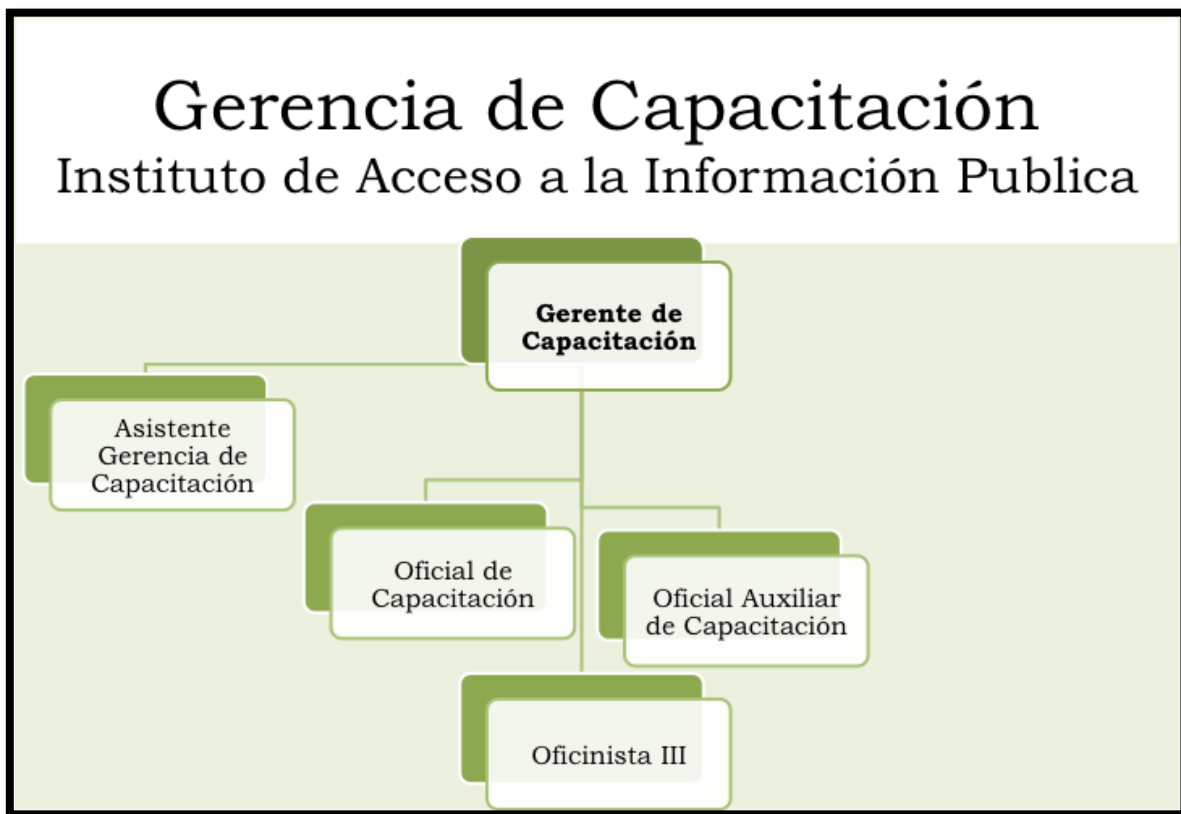 Gerencia de Capacitación
Instituto de Acceso a la Información Publica
Gerente de
Capacitación
Asistente
Gerencia de
Capacitación
Oficial de
Capacitación
Oficial Auxiliar
de Capacitación
Oficinista III